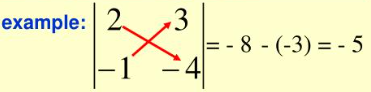 example: | 2 3 | = - 8 - (-3) = - 5
| -1 -4 |